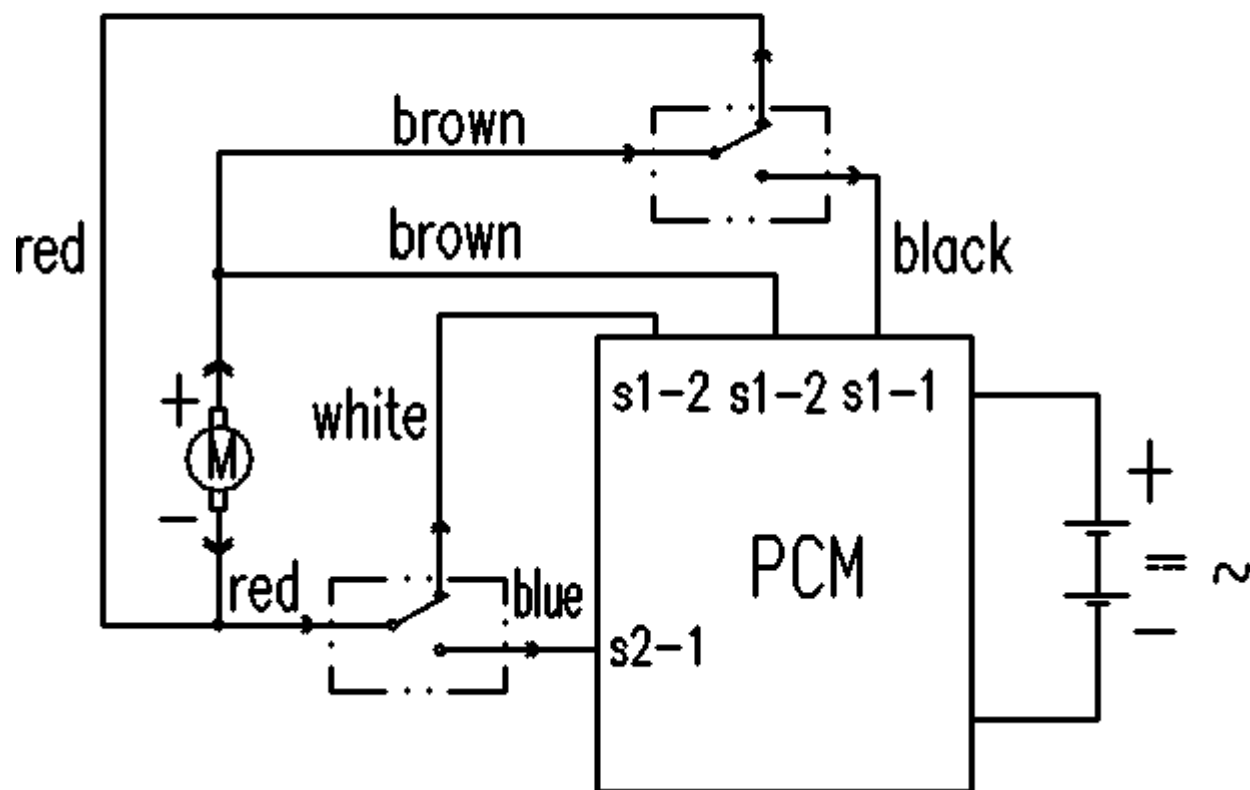 brown
red
brown
black
s1-2 s1-2 s1-1
white
+
+
M
PCM
−
= ~
red
blue
−
s2-1